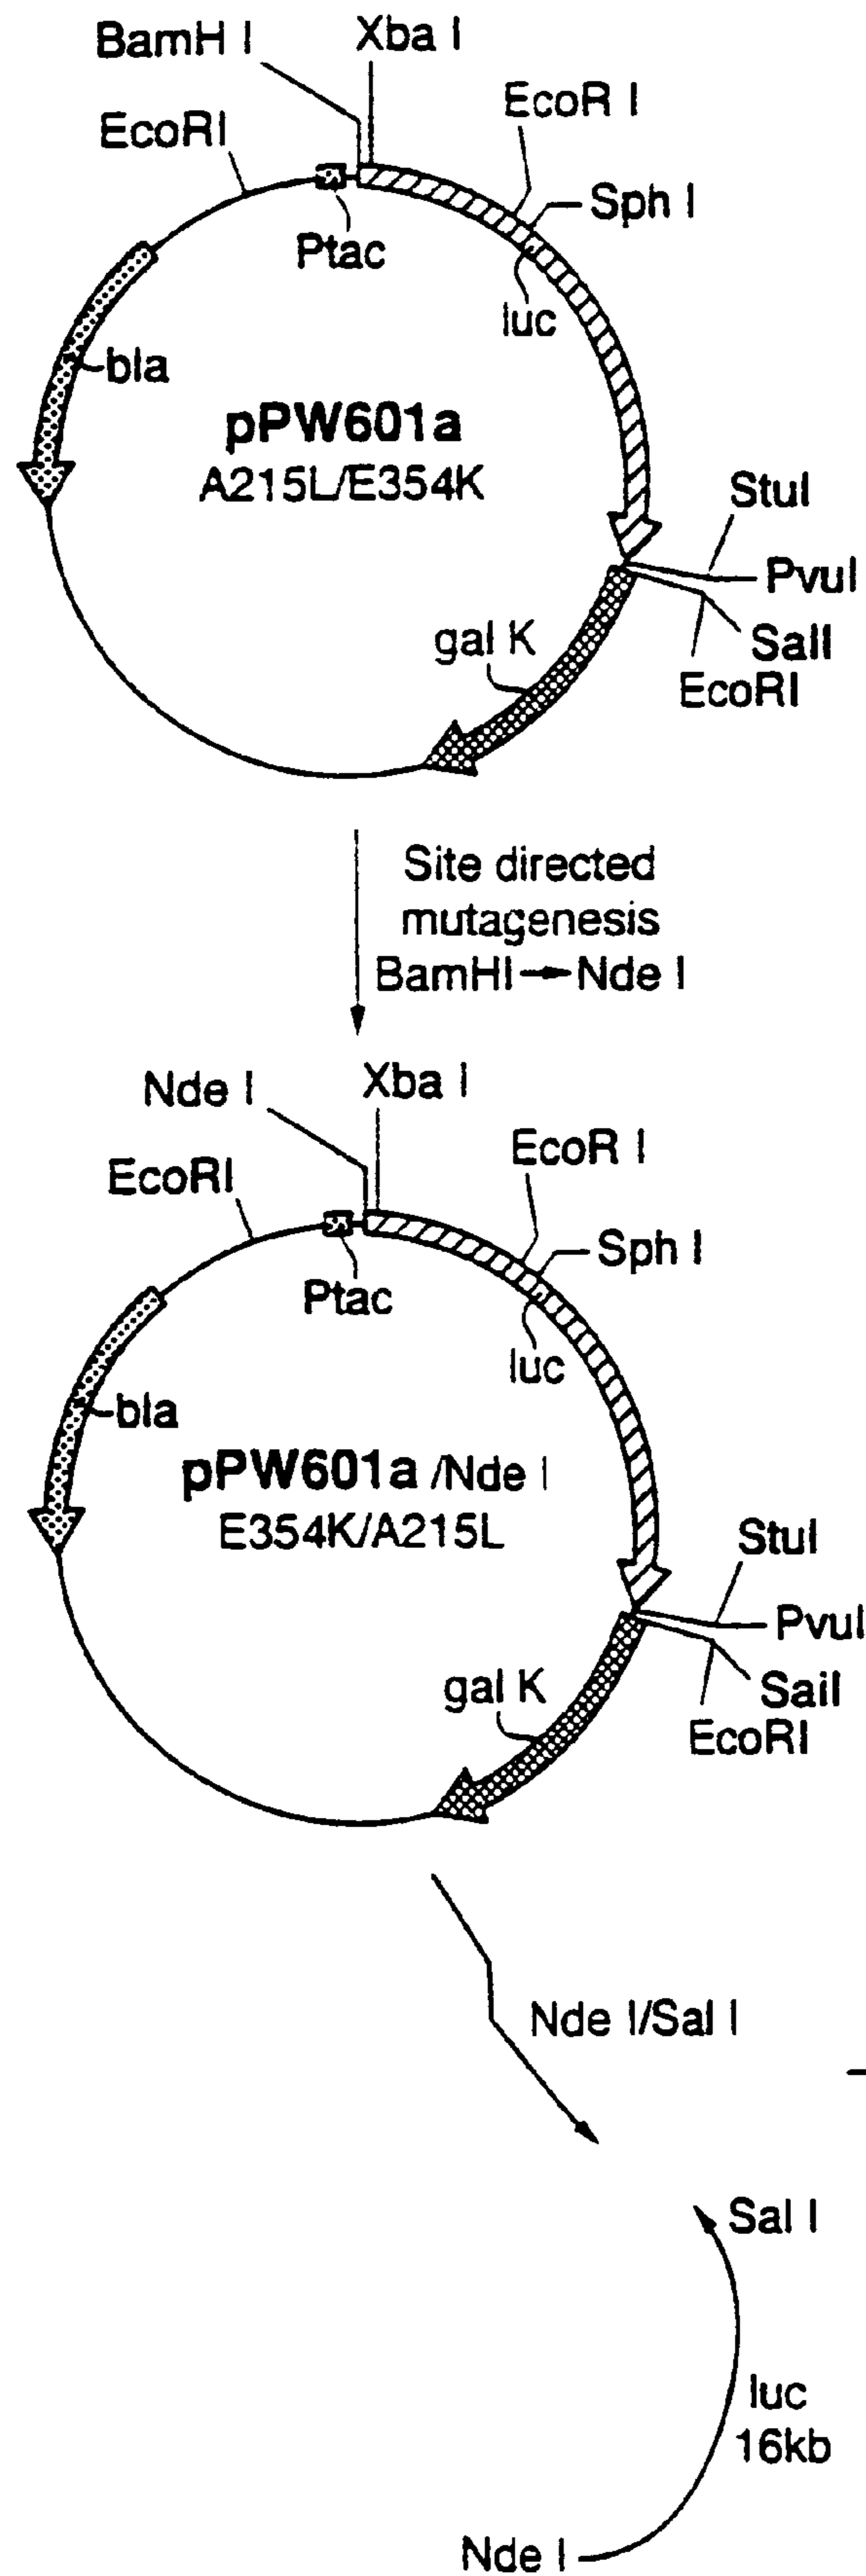 BamH I
Xba I
EcoR I
EcoRI
Sph I
Ptac
luc
bla
pPW601a
A215L/E354K
StuI
PvuI
SalI
gal K
EcoRI
Site directed
mutagenesis
BamHI → Nde I
Nde I
Xba I
EcoR I
EcoRI
Sph I
Ptac
luc
bla
pPW601a /Nde I
E354K/A215L
StuI
PvuI
SaiI
gal K
EcoRI
Nde I/Sal I
Sal I
luc
16kb
Nde I